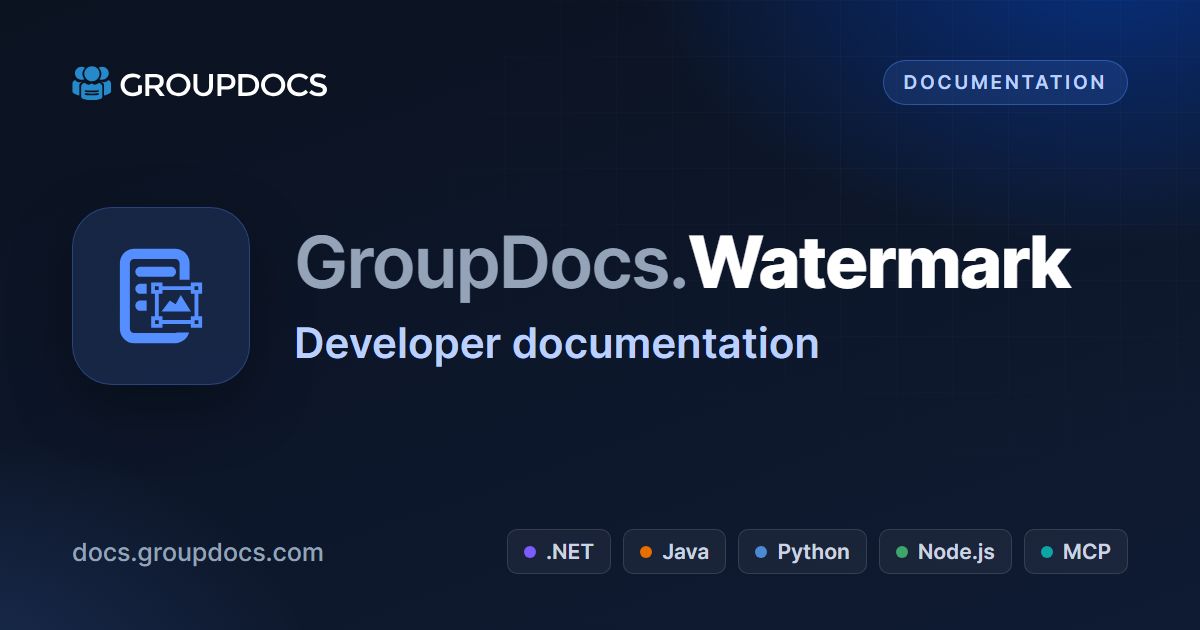 GROUPDOCS
DOCUMENTATION
GroupDocs.Watermark
Developer documentation
docs.groupdocs.com
.NET
Java
Python
Node.js
MCP